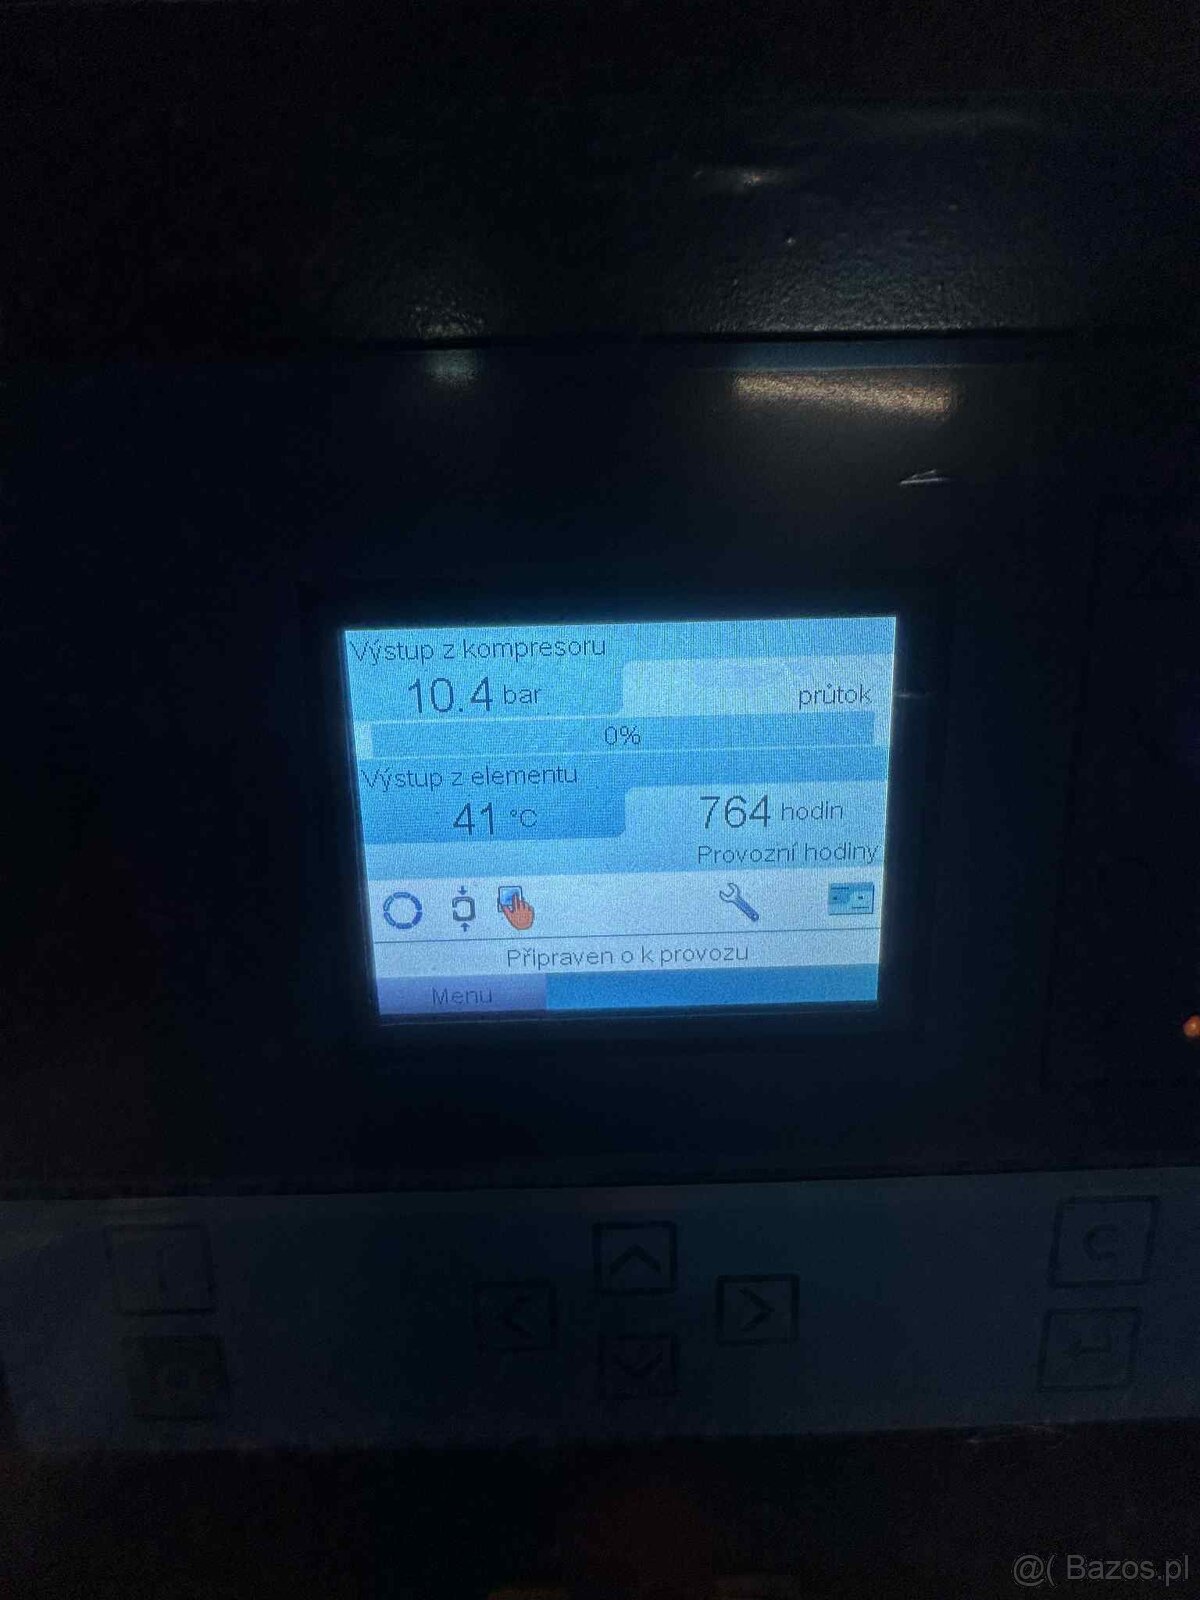 Výstup z kompresoru
10.4 bar
průtok
0%
Výstup z elementu
41 °C
764 hodin
Provozní hodiny
Připraven o k provozu
Menu
@( Bazos.pl